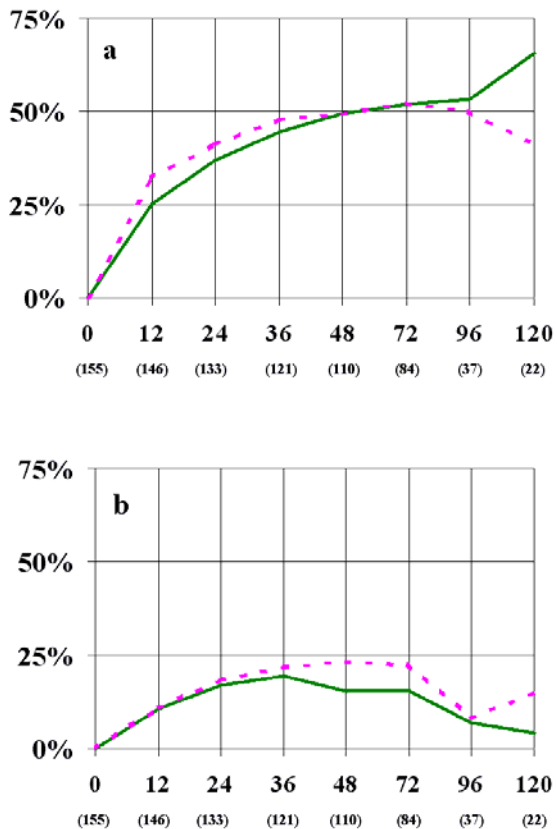 75%
a
50%
25%
0%
0 12 24 36 48 72 96 120
(155) (146) (133) (121) (110) (84) (37) (22)
75%
b
50%
25%
0%
0 12 24 36 48 72 96 120
(155) (146) (133) (121) (110) (84) (37) (22)